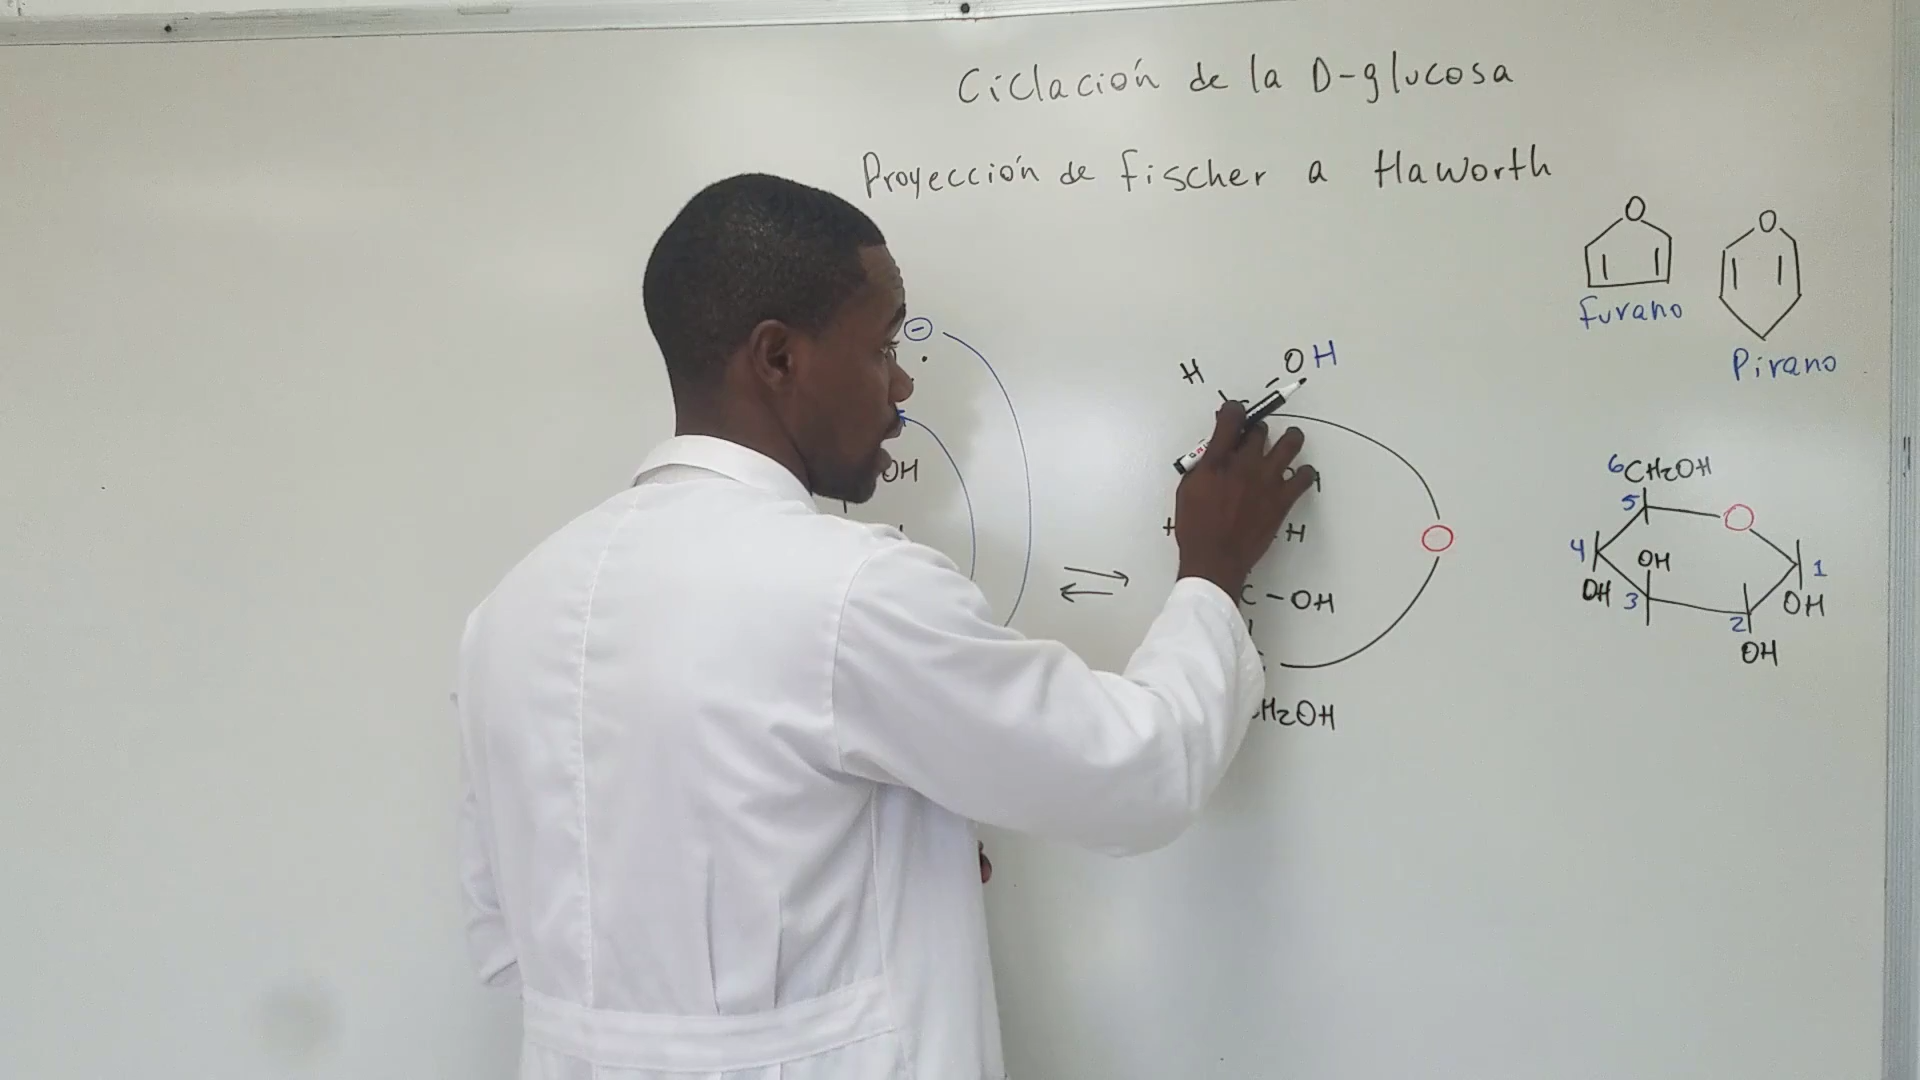 Ciclación de la D-glucosa
Proyección de fischer a Haworth
O
O
furano
Pirano
⊖
H
OH
OH
H
C-OH
H2OH
O
6CH2OH
5
O
4
OH
1
OH
3
OH
2
OH